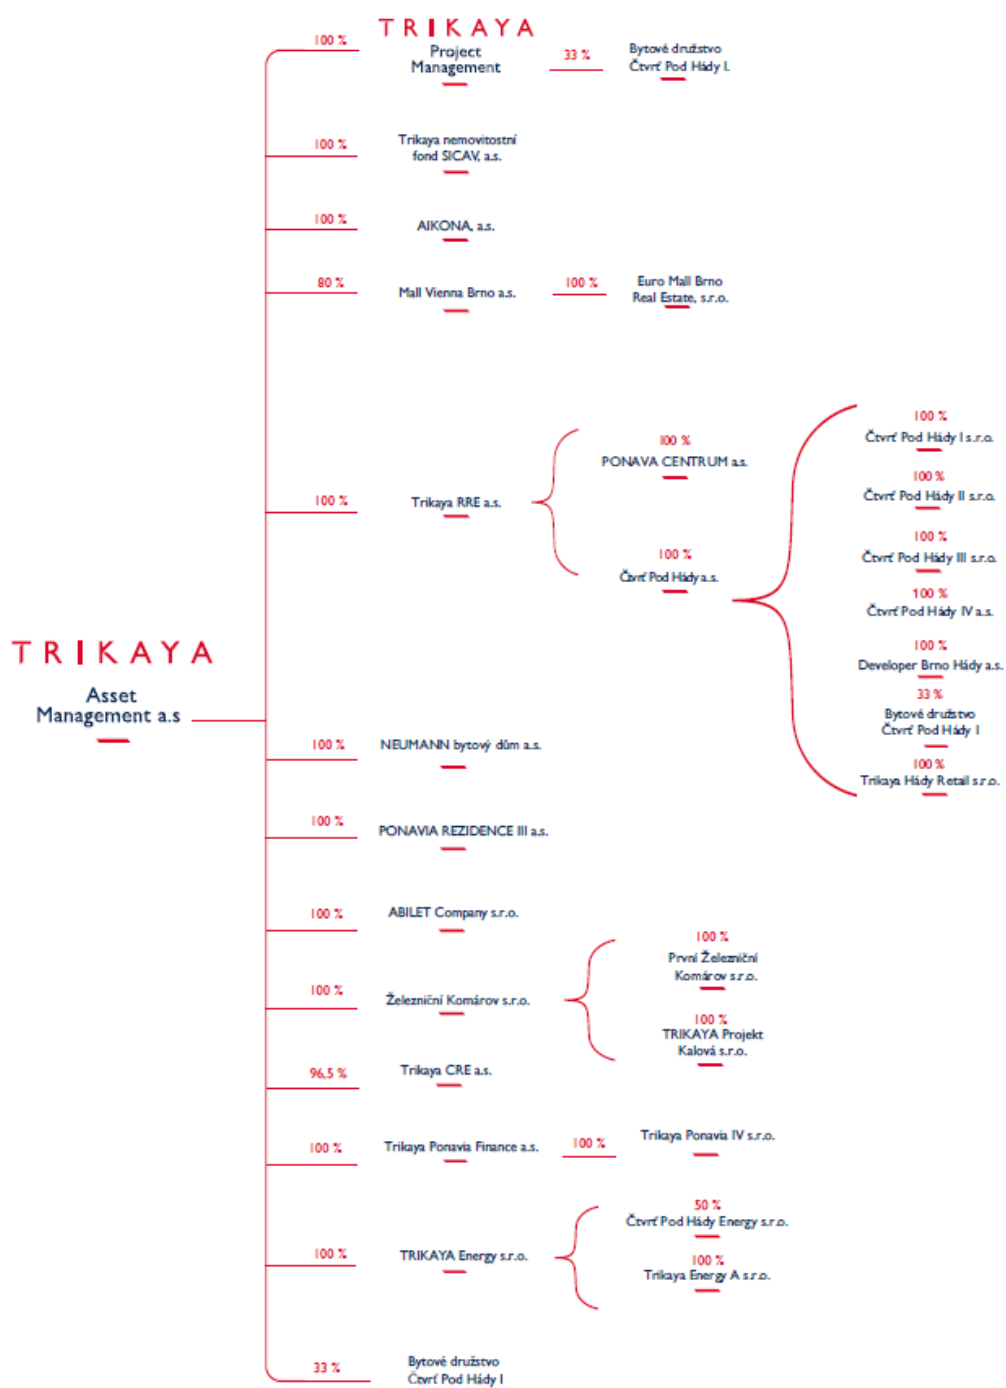 TRIKAYA
100 %
Project
Management
33 %
Bytové družstvo
Čtvrť Pod Hády I.
100 %
Trikaya nemovitostní
fond SICAV, a.s.
100 %
AIKONA, a.s.
80 %
Mall Vienna Brno a.s.
100 %
Euro Mall Brno
Real Estate, s.r.o.
100 %
Trikaya RRE a.s.
100 %
PONAVA CENTRUM a.s.
100 %
Čtvrť Pod Hády a.s.
100 %
Čtvrť Pod Hády I s.r.o.
100 %
Čtvrť Pod Hády II s.r.o.
100 %
Čtvrť Pod Hády III s.r.o.
100 %
Čtvrť Pod Hády IV a.s.
100 %
Developer Brno Hády a.s.
33 %
Bytové družstvo
Čtvrť Pod Hády I
100 %
Trikaya Hády Retail s.r.o.
TRIKAYA
Asset
Management a.s
100 %
NEUMANN bytový dům a.s.
100 %
PONAVIA REZIDENCE III a.s.
100 %
ABILET Company s.r.o.
100 %
Železniční Komárov s.r.o.
100 %
První Železniční
Komárov s.r.o.
100 %
TRIKAYA Projekt
Kalová s.r.o.
96,5 %
Trikaya CRE a.s.
100 %
Trikaya Ponavia Finance a.s.
100 %
Trikaya Ponavia IV s.r.o.
100 %
TRIKAYA Energy s.r.o.
50 %
Čtvrť Pod Hády Energy s.r.o.
100 %
Trikaya Energy A s.r.o.
33 %
Bytové družstvo
Čtvrť Pod Hády I